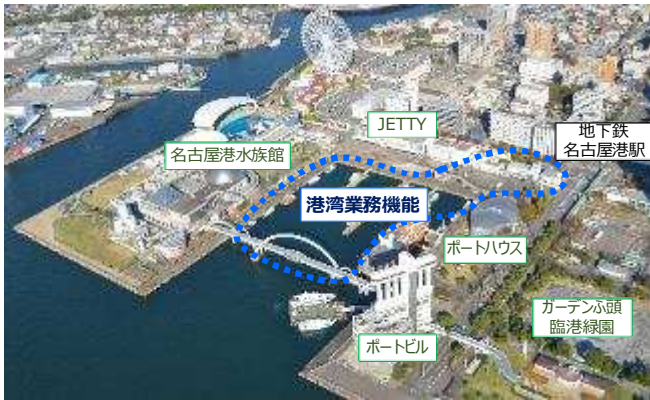 JETTY
地下鉄
名古屋港駅
名古屋港水族館
港湾業務機能
ポートハウス
ガーデンふ頭
臨港緑園
ポートビル